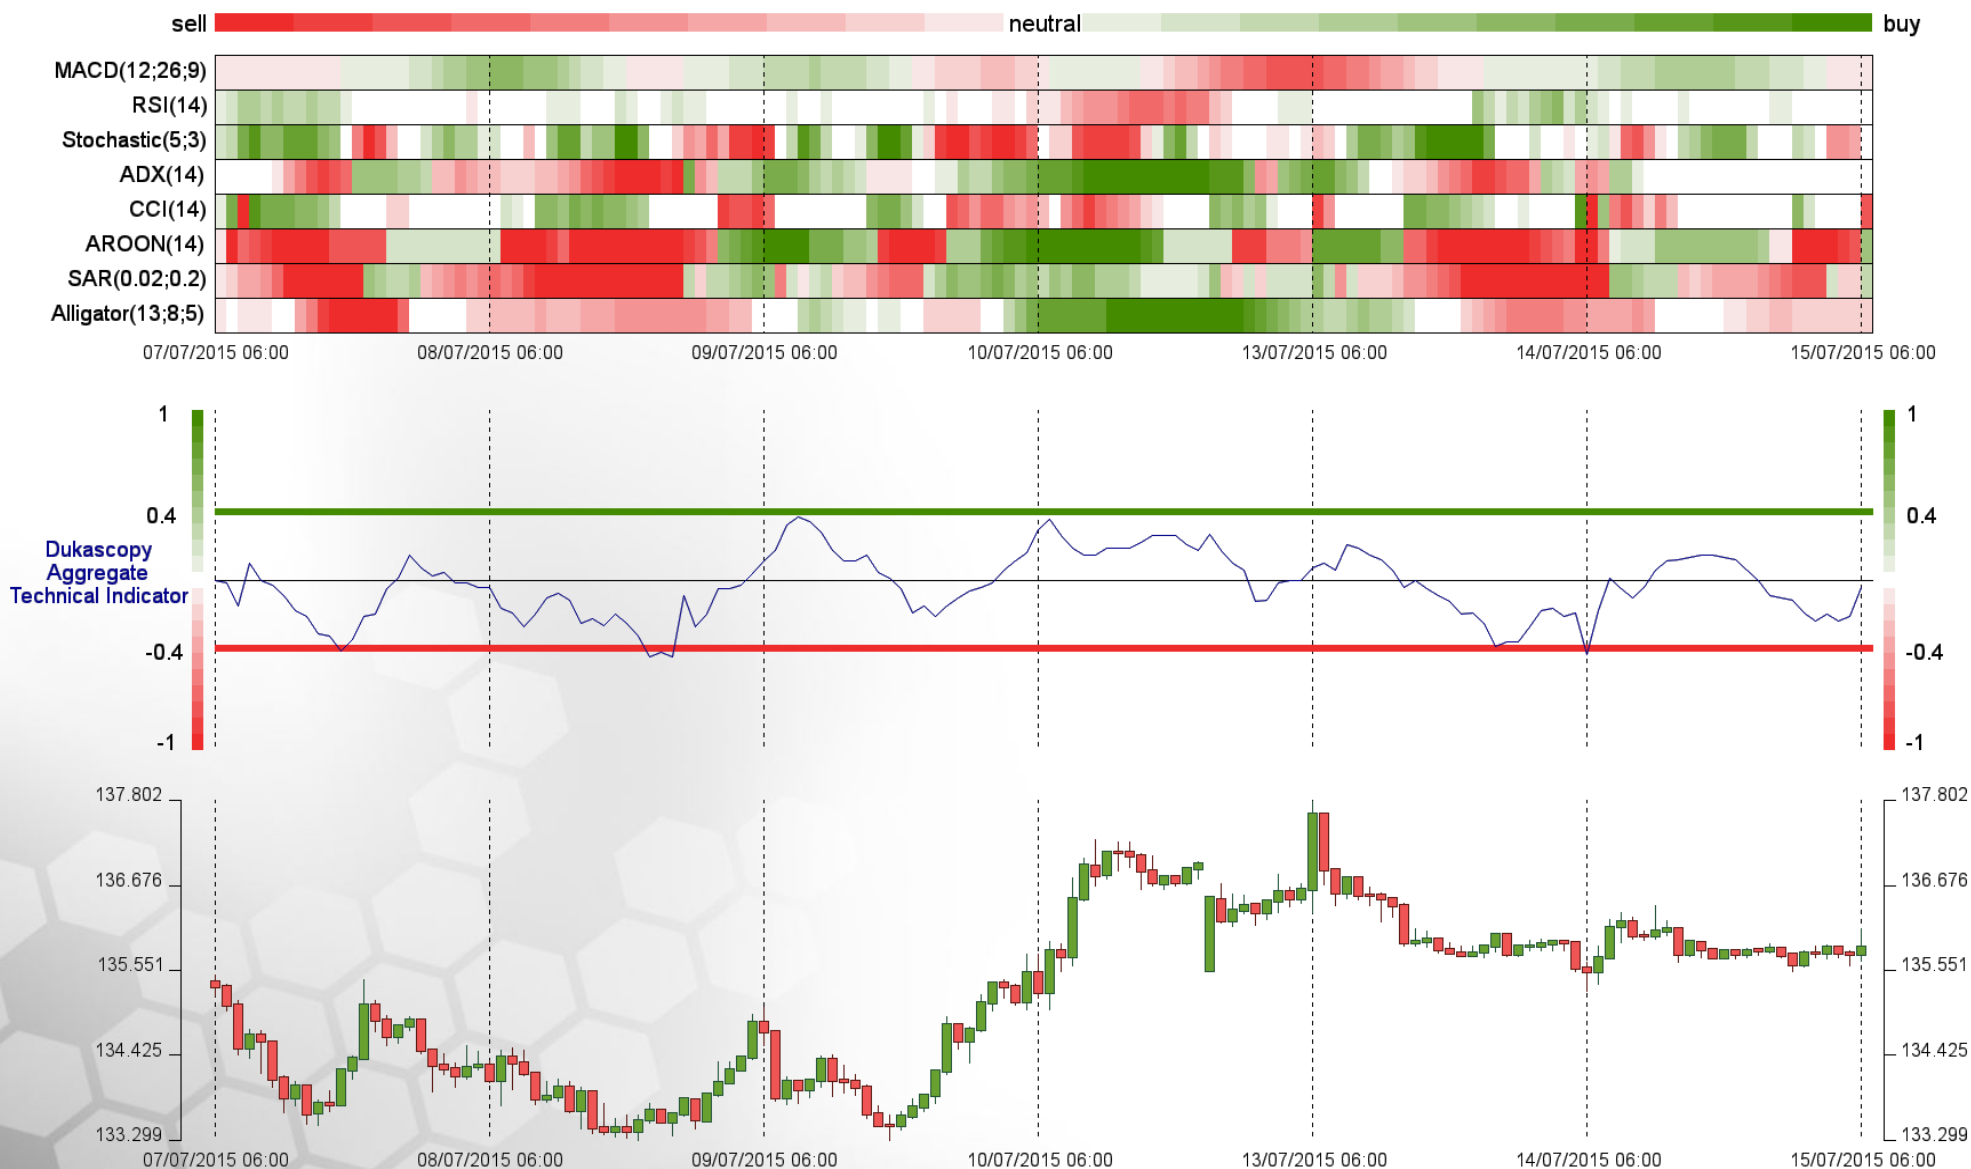 sell neutral buy
MACD(12;26;9)
RSI(14)
Stochastic(5;3)
ADX(14)
CCI(14)
AROON(14)
SAR(0.02;0.2)
Alligator(13;8;5)
07/07/2015 06:00 08/07/2015 06:00 09/07/2015 06:00 10/07/2015 06:00 13/07/2015 06:00 14/07/2015 06:00 15/07/2015 06:00
1 1
0.4 0.4
Dukascopy
Aggregate
Technical Indicator
-0.4 -0.4
-1 -1
137.802 137.802
136.676 136.676
135.551 135.551
134.425 134.425
133.299 133.299
07/07/2015 06:00 08/07/2015 06:00 09/07/2015 06:00 10/07/2015 06:00 13/07/2015 06:00 14/07/2015 06:00 15/07/2015 06:00